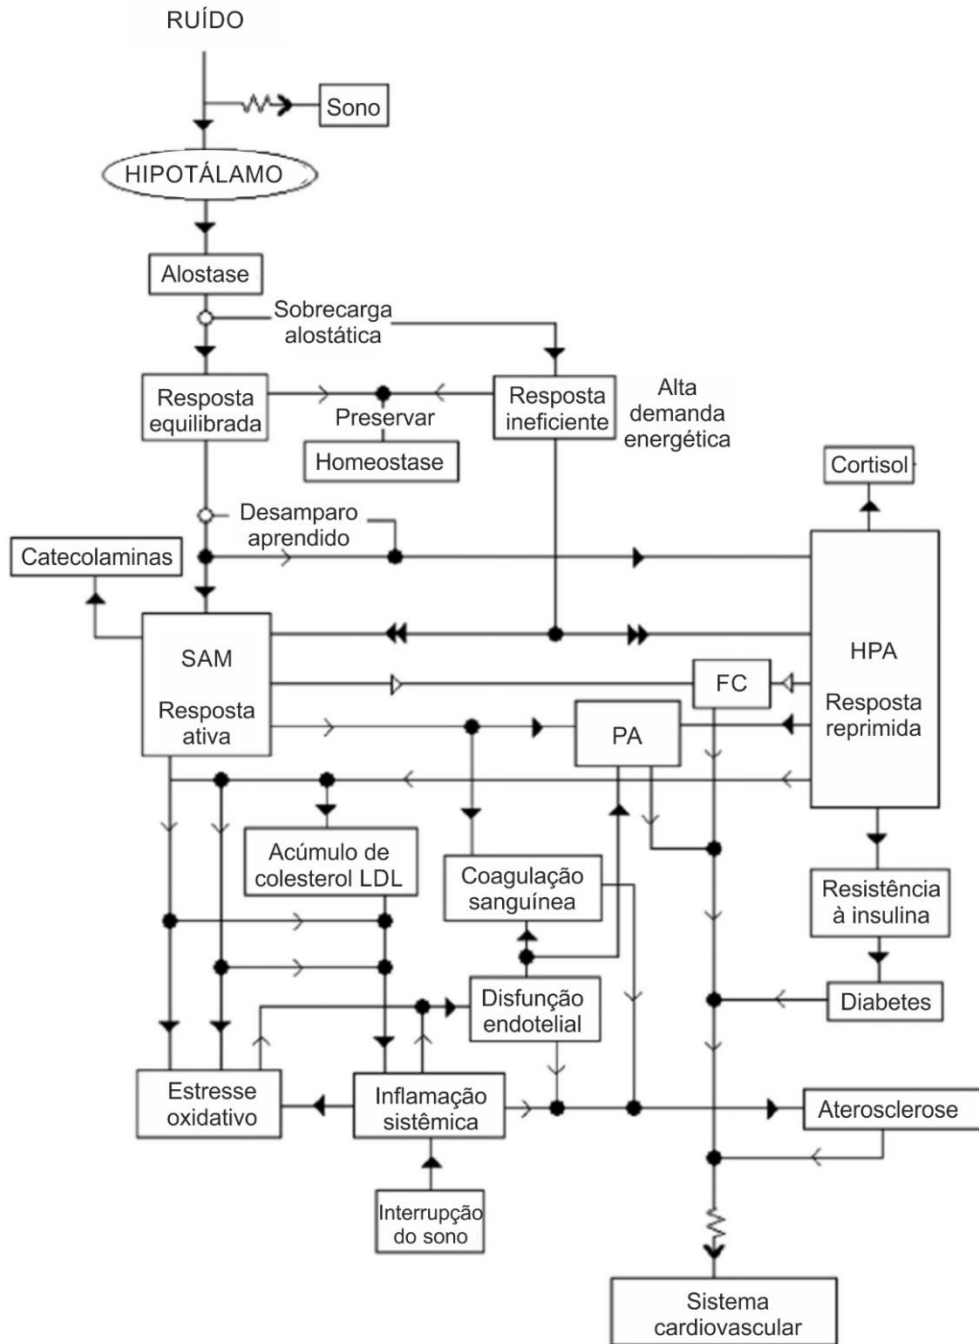 RUÍDO
Sono
HIPOTÁLAMO
Alostase
Sobrecarga
alostática
Resposta
equilibrada
Preservar
Homeostase
Resposta
ineficiente
Alta
demanda
energética
Cortisol
Desamparo
aprendido
Catecolaminas
SAM
Resposta
ativa
FC
HPA
Resposta
reprimida
PA
Acúmulo de
colesterol LDL
Coagulação
sanguínea
Resistência
à insulina
Disfunção
endotelial
Diabetes
Estresse
oxidativo
Inflamação
sistêmica
Aterosclerose
Interrupção
do sono
Sistema
cardiovascular